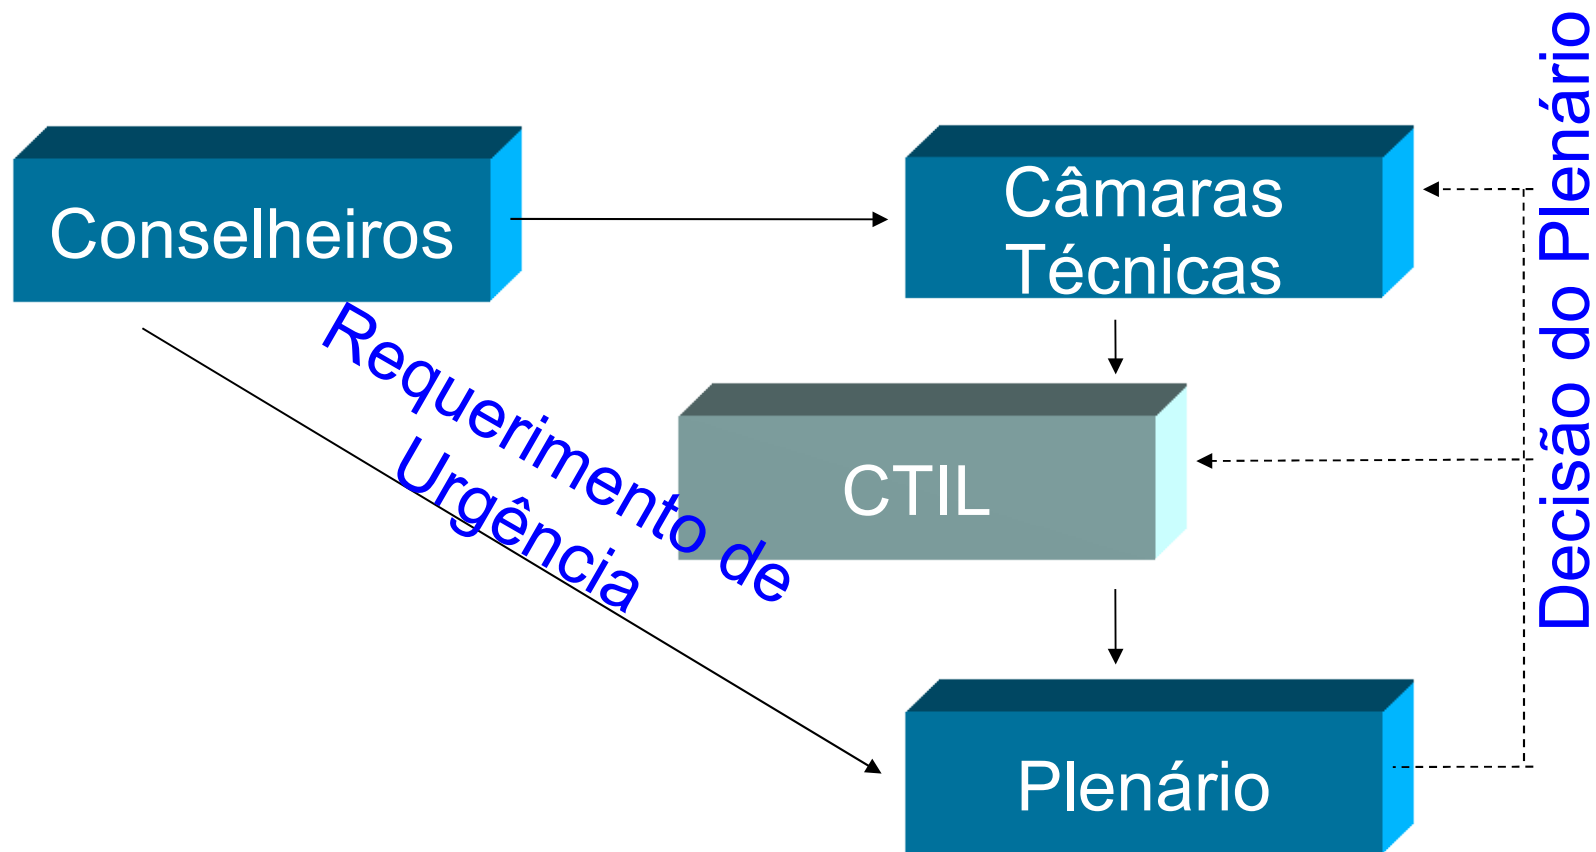 Conselheiros
Câmaras
Técnicas
Requerimento de
Urgência
CTIL
Plenário
Decisão do Plenário